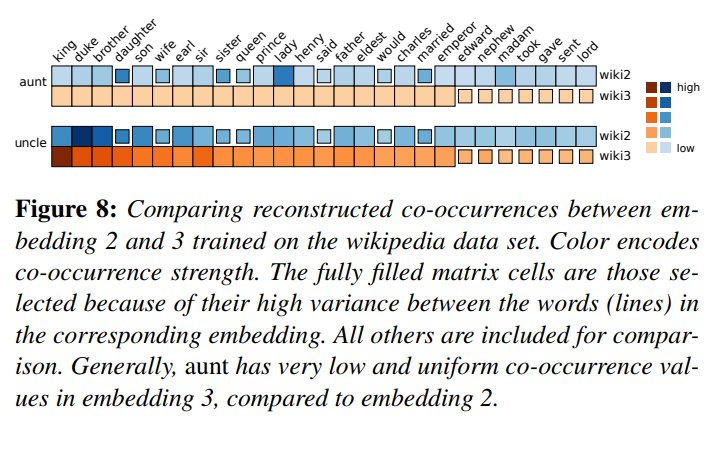 king duke brother daughter son wife earl sir sister queen prince lady henry said father eldest would charles married emperor edward nephew madam took gave sent lord
aunt
wiki2
wiki3
high
low
uncle
wiki2
wiki3
Figure 8: Comparing reconstructed co-occurrences between em-
bedding 2 and 3 trained on the wikipedia data set. Color encodes
co-occurrence strength. The fully filled matrix cells are those se-
lected because of their high variance between the words (lines) in
the corresponding embedding. All others are included for compar-
ison. Generally, aunt has very low and uniform co-occurrence val-
ues in embedding 3, compared to embedding 2.